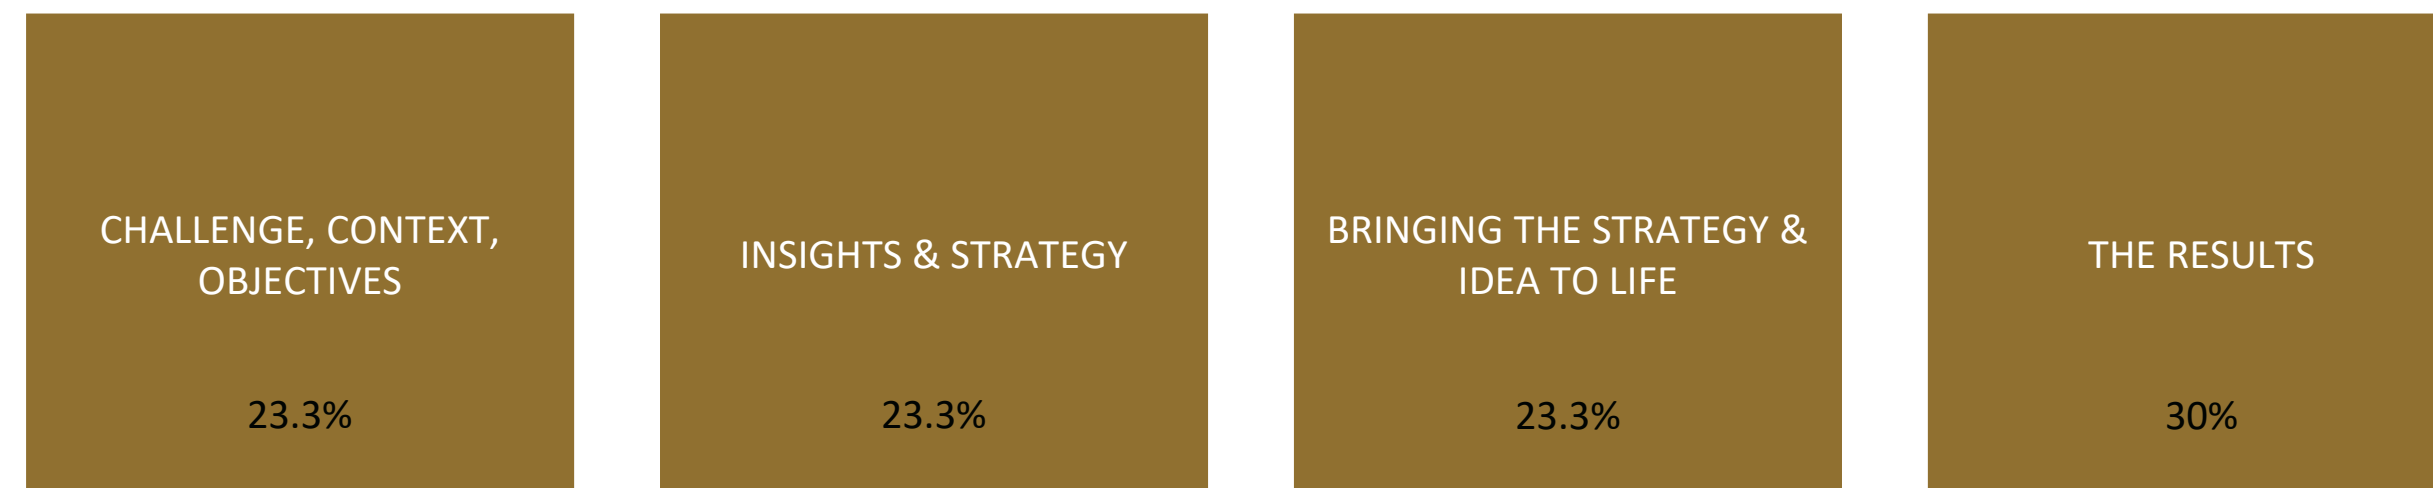 CHALLENGE, CONTEXT,
OBJECTIVES
23.3%
INSIGHTS & STRATEGY
23.3%
BRINGING THE STRATEGY &
IDEA TO LIFE
23.3%
THE RESULTS
30%